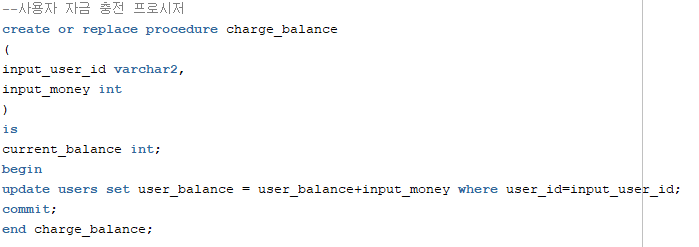 --사용자 자금 충전 프로시저
create or replace procedure charge_balance
(
input_user_id varchar2,
input_money int
)
is
current_balance int;
begin
update users set user_balance = user_balance+input_money where user_id=input_user_id;
commit;
end charge_balance;